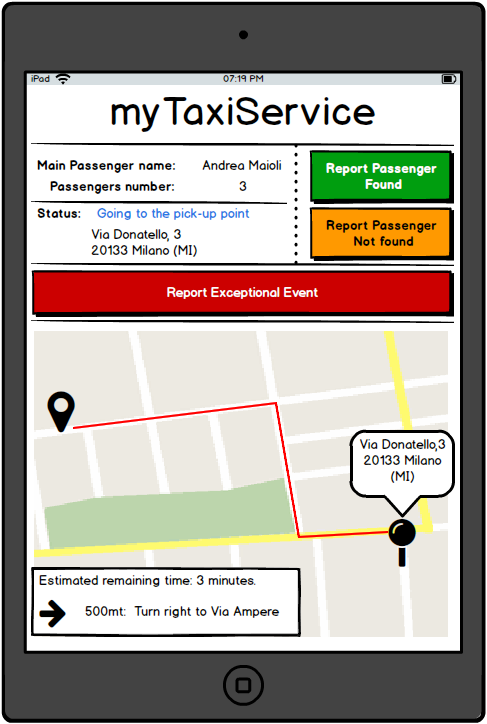 iPad 07:19 PM
myTaxiService
Main Passenger name: Andrea Maioli
Passengers number: 3
Status: Going to the pick-up point
Via Donatello, 3
20133 Milano (MI)
Report Passenger
Found
Report Passenger
Not found
Report Exceptional Event
Via Donatello,3
20133 Milano
(MI)
Estimated remaining time: 3 minutes.
500mt: Turn right to Via Ampere